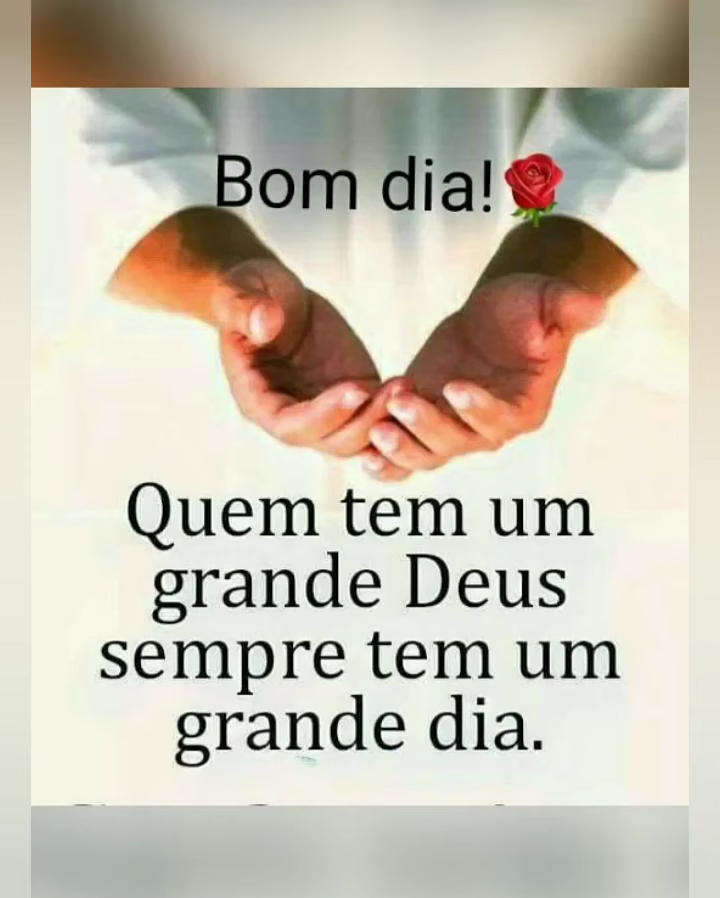 Bom dia!🌹
Quem tem um
grande Deus
sempre tem um
grande dia.